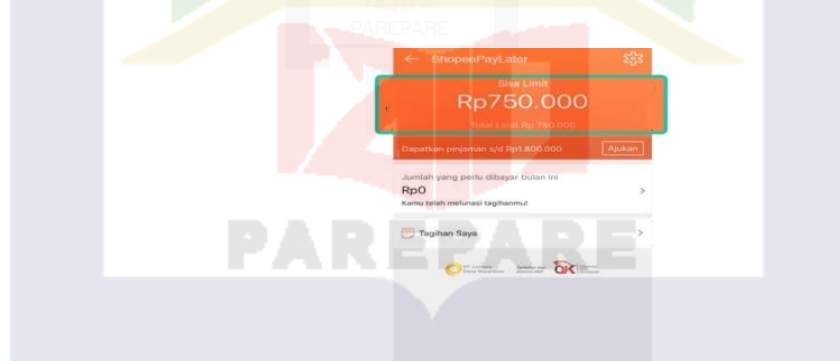 PAREPARE
ShopeePayLater
Sisa Limit
Rp750.000
Total Limit Rp 750.000
Dapatkan pinjaman s/d Rp1.800.000
Ajukan
Jumlah yang perlu dibayar bulan ini
Rp0
Kamu telah melunasi tagihanmu!
Tagihan Saya
PAREPARE